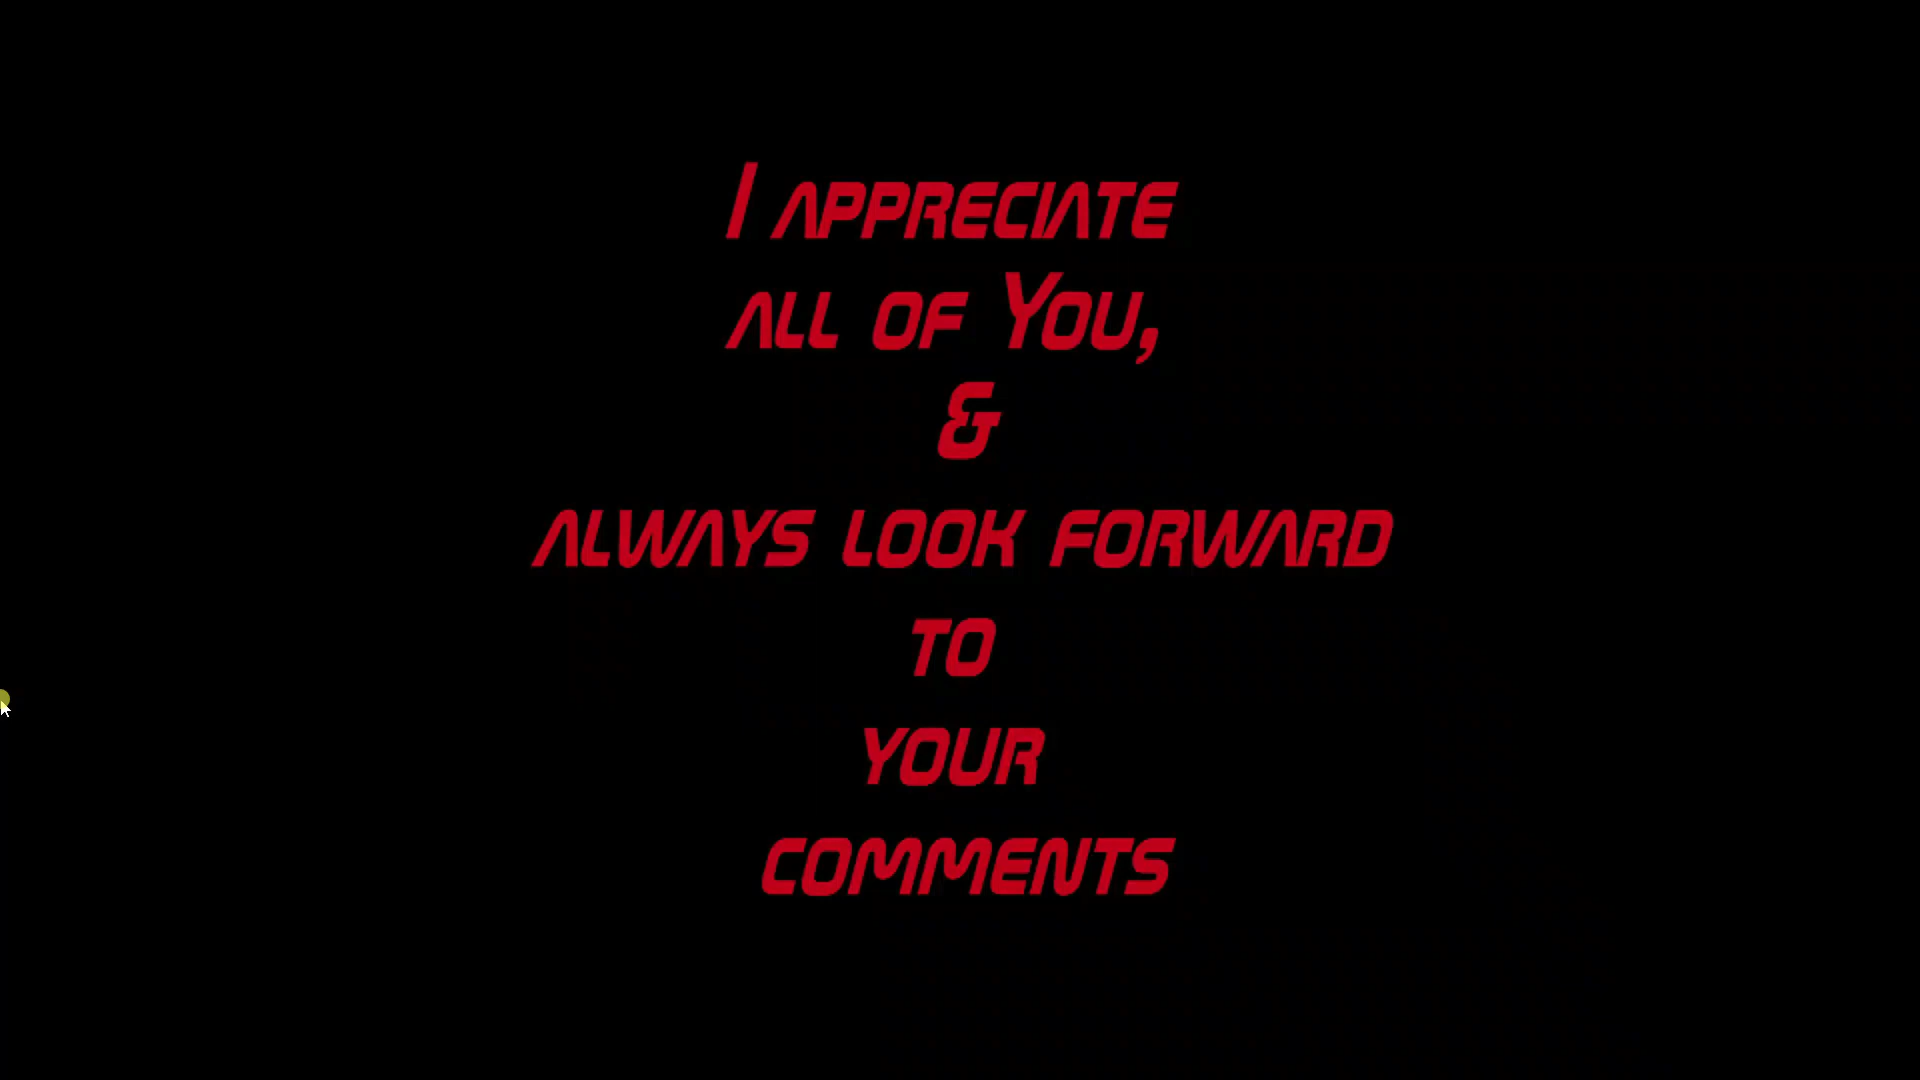 I appreciate
all of You,
&
always look forward
to
your
comments